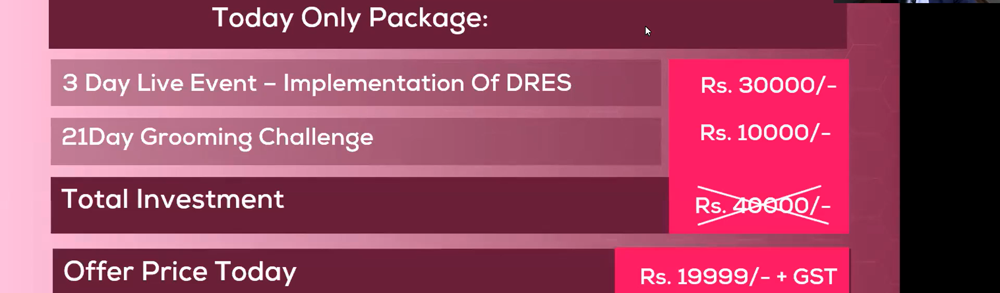 Today Only Package:
3 Day Live Event – Implementation Of DRES
Rs. 30000/-
21Day Grooming Challenge
Rs. 10000/-
Total Investment
Rs. 40000/-
Offer Price Today
Rs. 19999/- + GST